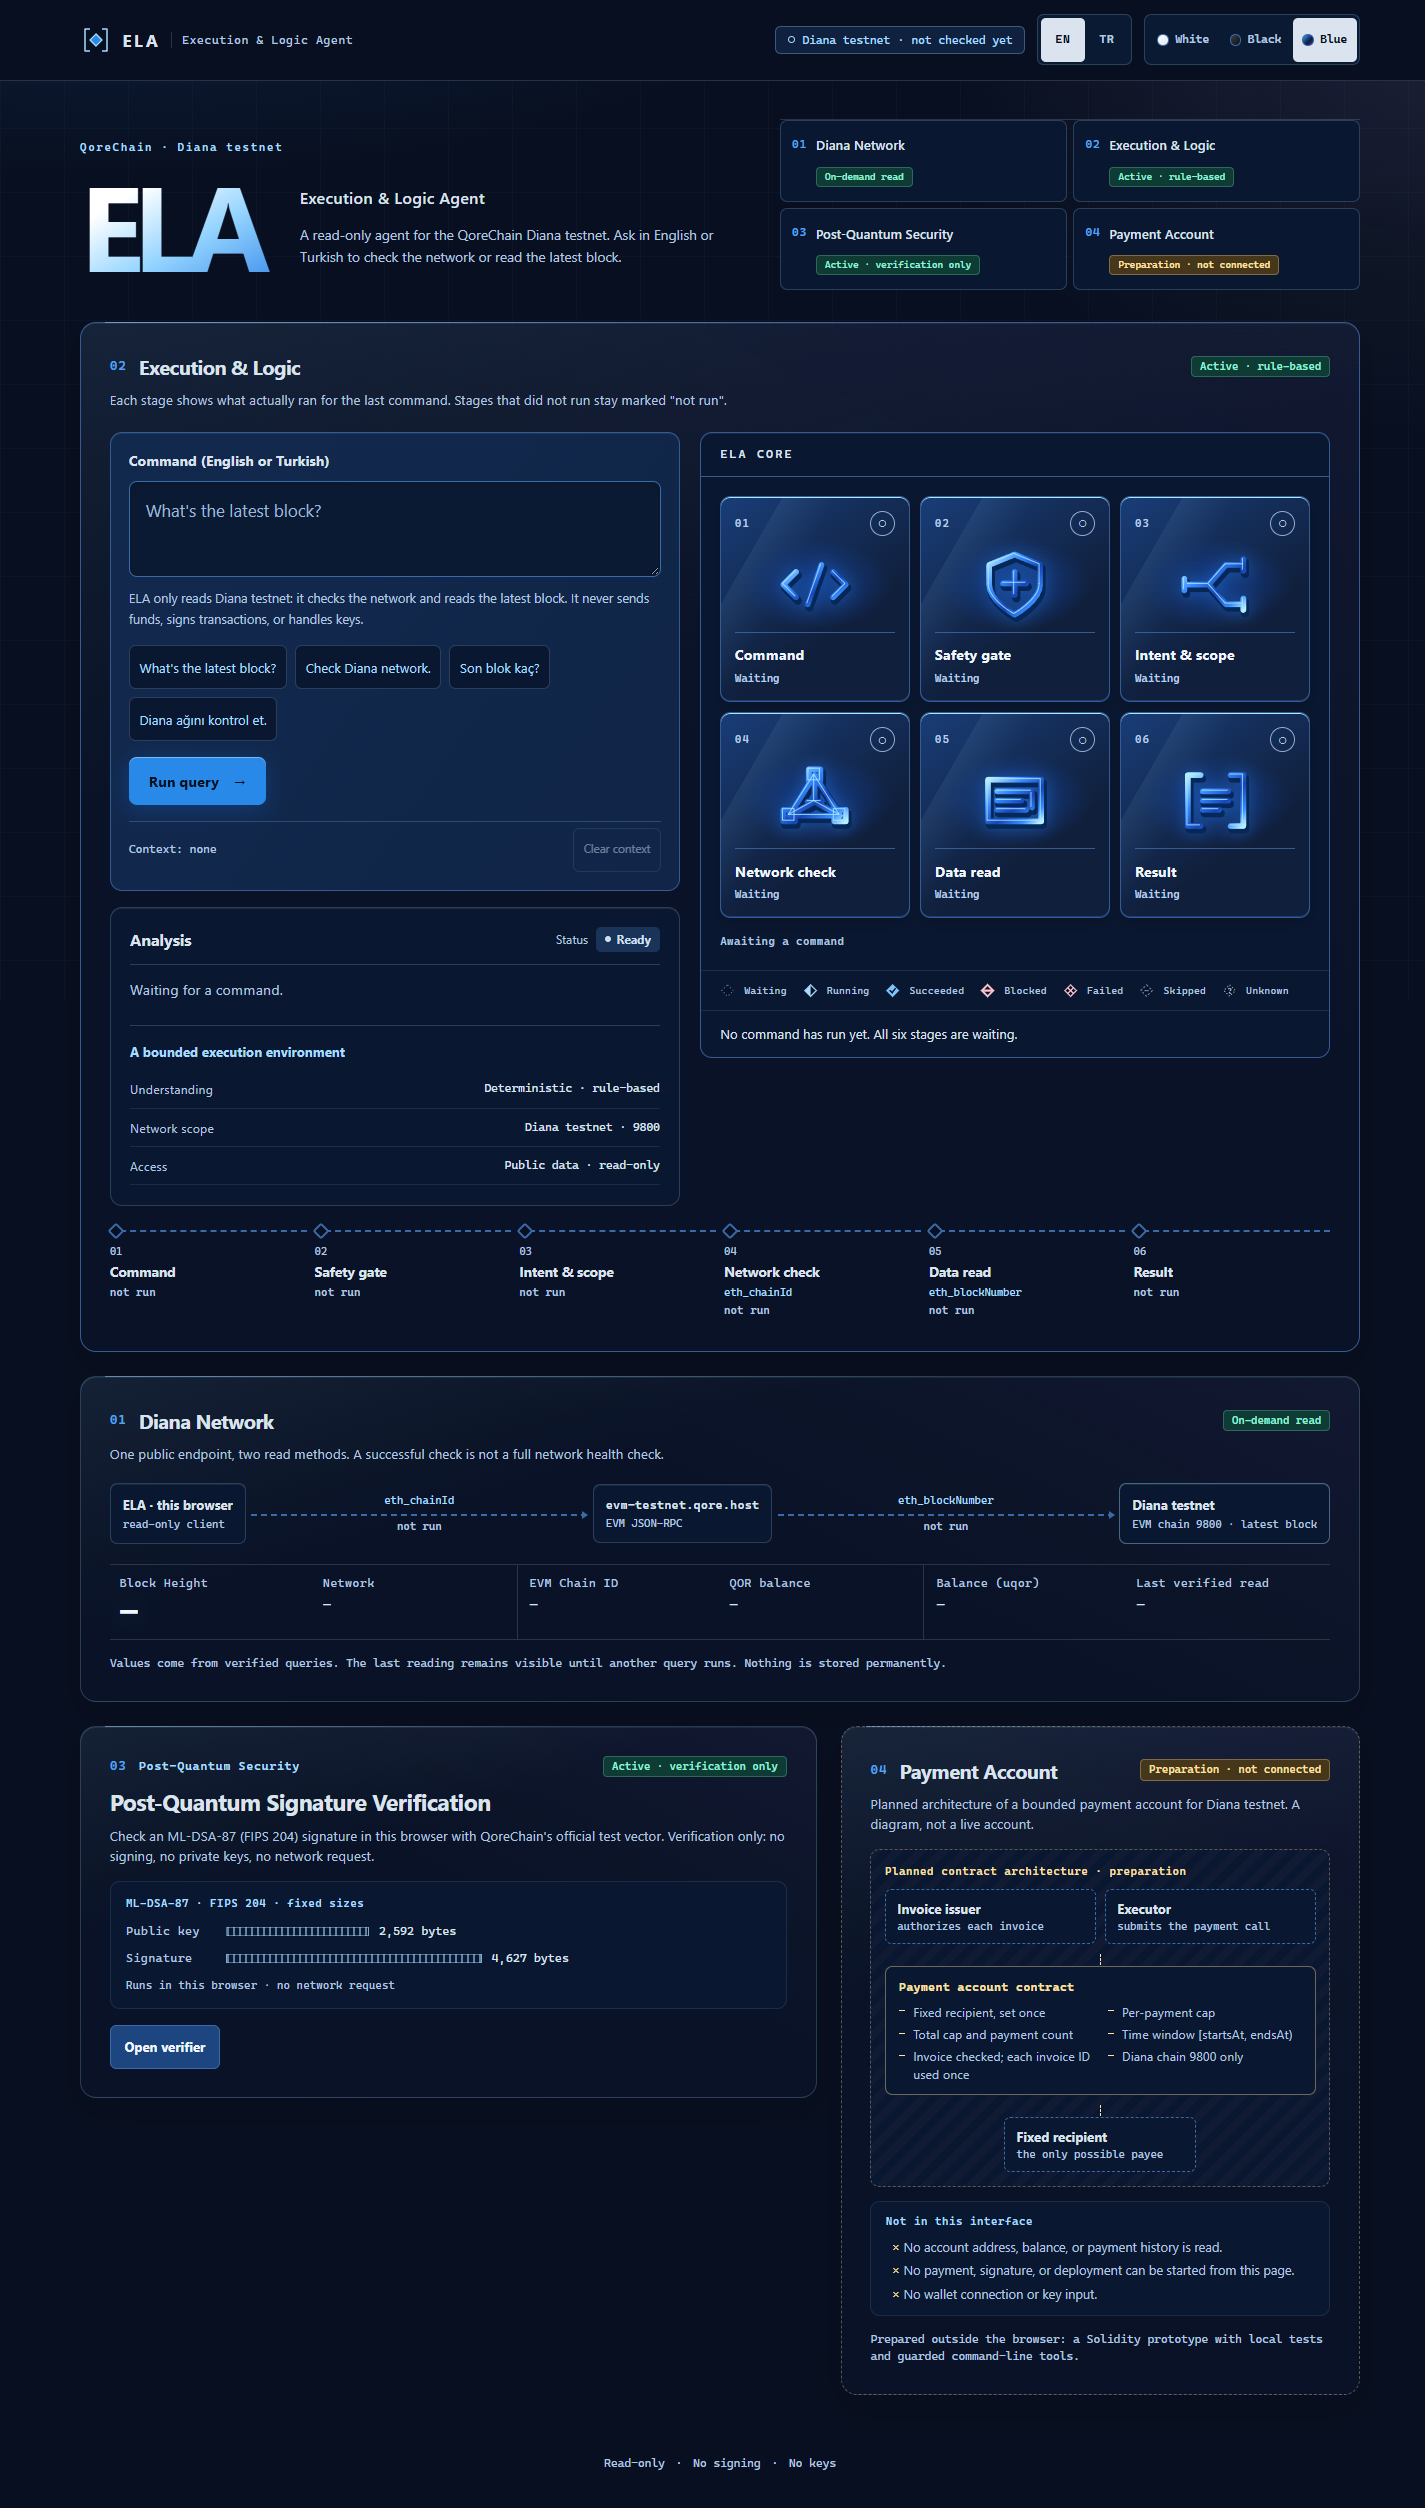 ELA
Execution & Logic Agent
Diana testnet · not checked yet
EN
TR
White
Black
Blue
QoreChain · Diana testnet
ELA
Execution & Logic Agent
A read-only agent for the QoreChain Diana testnet. Ask in English or
Turkish to check the network or read the latest block.
01 Diana Network
On-demand read
02 Execution & Logic
Active · rule-based
03 Post-Quantum Security
Active · verification only
04 Payment Account
Preparation · not connected
02 Execution & Logic
Active · rule-based
Each stage shows what actually ran for the last command. Stages that did not run stay marked "not run".
Command (English or Turkish)
What's the latest block?
ELA only reads Diana testnet: it checks the network and reads the latest block. It never sends
funds, signs transactions, or handles keys.
What's the latest block?
Check Diana network.
Son blok kaç?
Diana ağını kontrol et.
Run query →
Context: none
Clear context
ELA CORE
01
Command
Waiting
02
Safety gate
Waiting
03
Intent & scope
Waiting
04
Network check
Waiting
05
Data read
Waiting
06
Result
Waiting
Awaiting a command
Waiting
Running
Succeeded
Blocked
Failed
Skipped
Unknown
No command has run yet. All six stages are waiting.
Analysis
Status
Ready
Waiting for a command.
A bounded execution environment
Understanding
Deterministic · rule-based
Network scope
Diana testnet · 9800
Access
Public data · read-only
01
Command
not run
02
Safety gate
not run
03
Intent & scope
not run
04
Network check
eth_chainId
not run
05
Data read
eth_blockNumber
not run
06
Result
not run
01 Diana Network
On-demand read
One public endpoint, two read methods. A successful check is not a full network health check.
ELA · this browser
read-only client
eth_chainId
not run
evm-testnet.qore.host
EVM JSON-RPC
eth_blockNumber
not run
Diana testnet
EVM chain 9800 · latest block
Block Height
—
Network
—
EVM Chain ID
—
QOR balance
—
Balance (uqor)
—
Last verified read
—
Values come from verified queries. The last reading remains visible until another query runs. Nothing is stored permanently.
03 Post-Quantum Security
Active · verification only
Post-Quantum Signature Verification
Check an ML-DSA-87 (FIPS 204) signature in this browser with QoreChain's official test vector. Verification only: no
signing, no private keys, no network request.
ML-DSA-87 · FIPS 204 · fixed sizes
Public key
2,592 bytes
Signature
4,627 bytes
Runs in this browser · no network request
Open verifier
04 Payment Account
Preparation · not connected
Planned architecture of a bounded payment account for Diana testnet. A
diagram, not a live account.
Planned contract architecture · preparation
Invoice issuer
authorizes each invoice
Executor
submits the payment call
Payment account contract
– Fixed recipient, set once
– Per-payment cap
– Total cap and payment count
– Time window [startsAt, endsAt)
– Invoice checked; each invoice ID
used once
– Diana chain 9800 only
Fixed recipient
the only possible payee
Not in this interface
× No account address, balance, or payment history is read.
× No payment, signature, or deployment can be started from this page.
× No wallet connection or key input.
Prepared outside the browser: a Solidity prototype with local tests
and guarded command-line tools.
Read-only · No signing · No keys